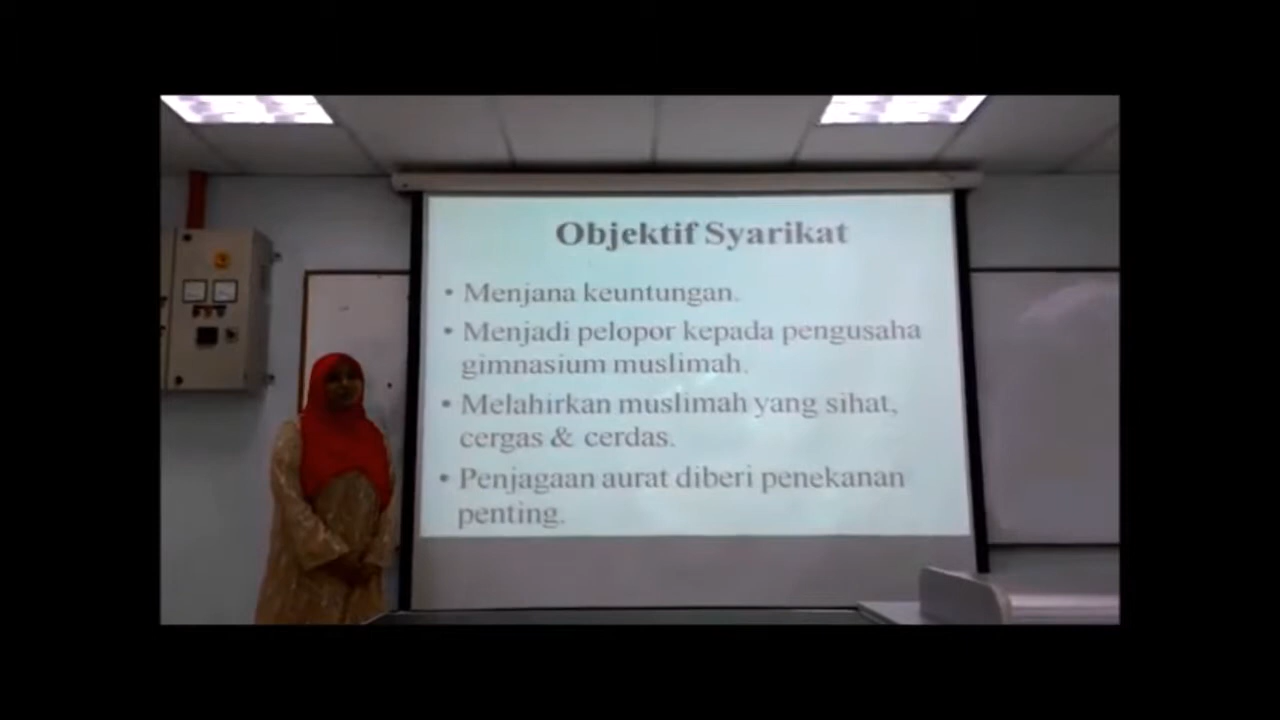 Objektif Syarikat
• Menjana keuntungan.
• Menjadi pelopor kepada pengusaha
gimnasium muslimah.
• Melahirkan muslimah yang sihat,
cergas & cerdas.
• Penjagaan aurat diberi penekanan
penting.